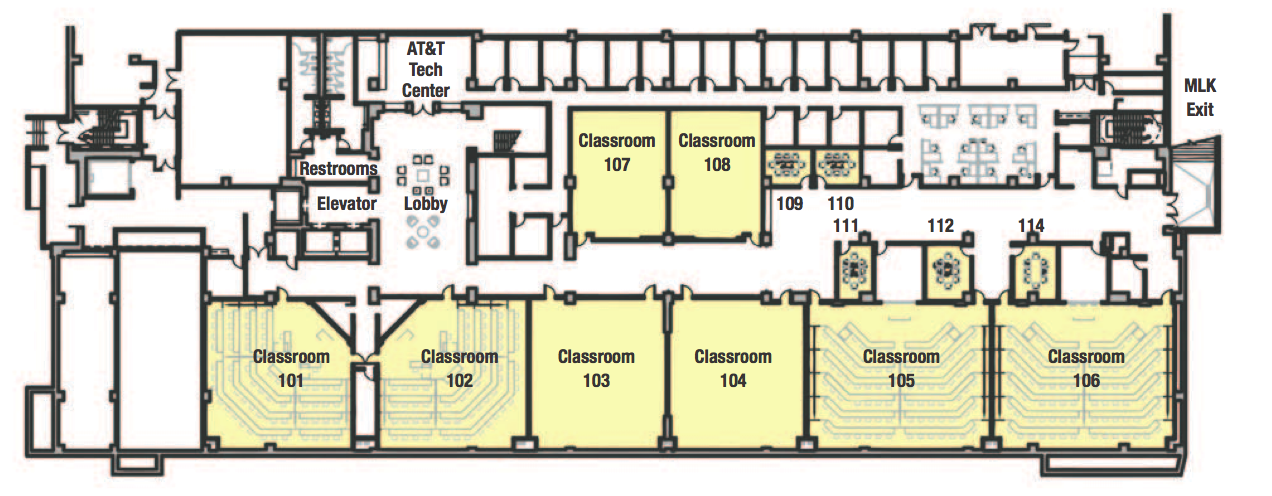 AT&T
Tech
Center
MLK
Exit
Classroom
107
Classroom
108
Restrooms
Elevator
Lobby
109
110
111
112
114
Classroom
101
Classroom
102
Classroom
103
Classroom
104
Classroom
105
Classroom
106